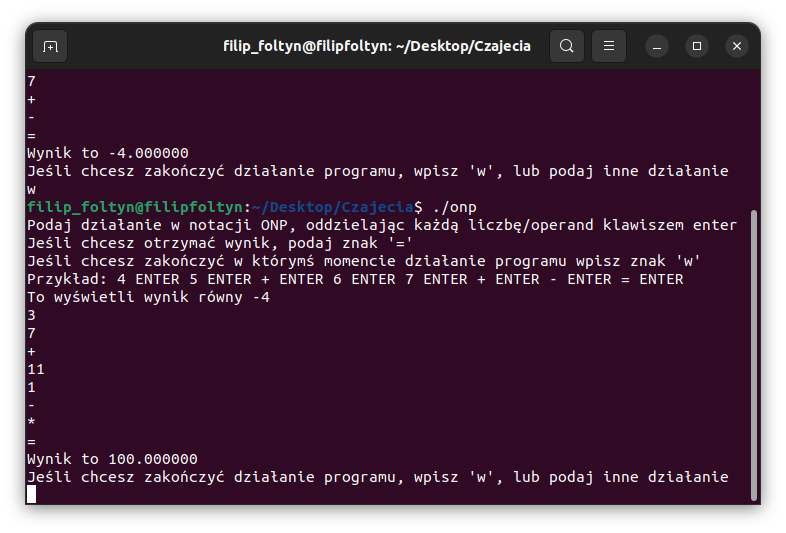 filip_foltyn@filipfoltyn: ~/Desktop/Czajecia
7
+
-
=
Wynik to -4.000000
Jeśli chcesz zakończyć działanie programu, wpisz 'w', lub podaj inne działanie
w
filip_foltyn@filipfoltyn:~/Desktop/Czajecia$ ./onp
Podaj działanie w notacji ONP, oddzielając każdą liczbę/operand klawiszem enter
Jeśli chcesz otrzymać wynik, podaj znak '='
Jeśli chcesz zakończyć w którymś momencie działanie programu wpisz znak 'w'
Przykład: 4 ENTER 5 ENTER + ENTER 6 ENTER 7 ENTER + ENTER - ENTER = ENTER
To wyświetli wynik równy -4
3
7
+
11
1
-
*
=
Wynik to 100.000000
Jeśli chcesz zakończyć działanie programu, wpisz 'w', lub podaj inne działanie